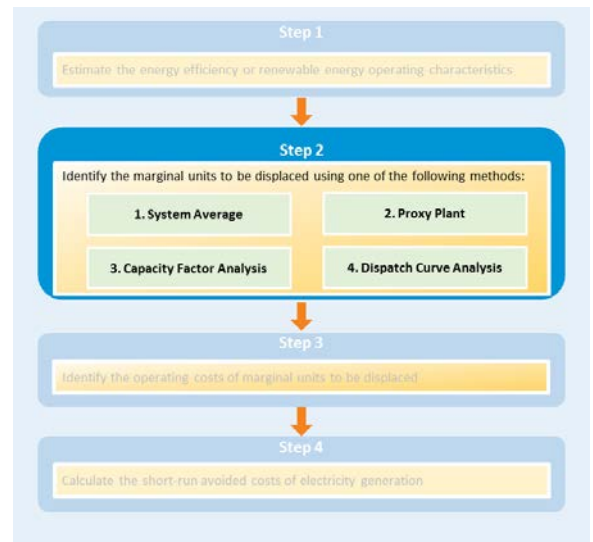 Step 1
Estimate the energy efficiency or renewable energy operating characteristics
Step 2
Identify the marginal units to be displaced using one of the following methods:
1. System Average
2. Proxy Plant
3. Capacity Factor Analysis
4. Dispatch Curve Analysis
Step 3
Identify the operating costs of marginal units to be displaced
Step 4
Calculate the short-run avoided costs of electricity generation